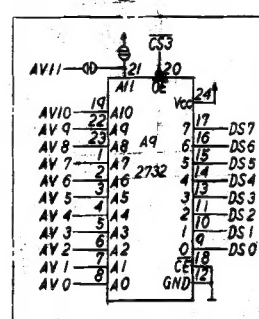 C̅S̅3̅
AV11 21 20
A11 O̅E̅
24
Vcc
AV10 19 A10 7 17 DS7
AV9 22 A9 6 16 DS6
AV8 23 A8 A9 5 15 DS5
AV7 1 A7 2732 4 14 DS4
AV6 2 A6 3 13 DS3
AV5 3 A5 2 11 DS2
AV4 4 A4 1 10 DS1
AV3 5 A3 0 9 DS0
AV2 6 A2 C̅E̅ 18
AV1 7 A1 GND 12
AV0 8 A0